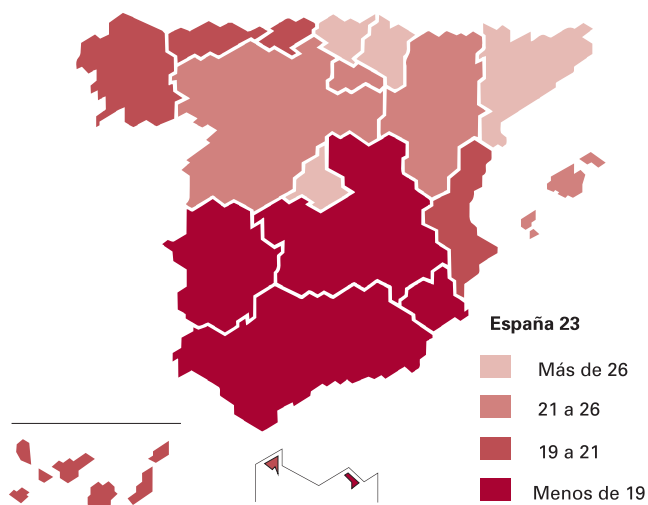 España 23
Más de 26
21 a 26
19 a 21
Menos de 19